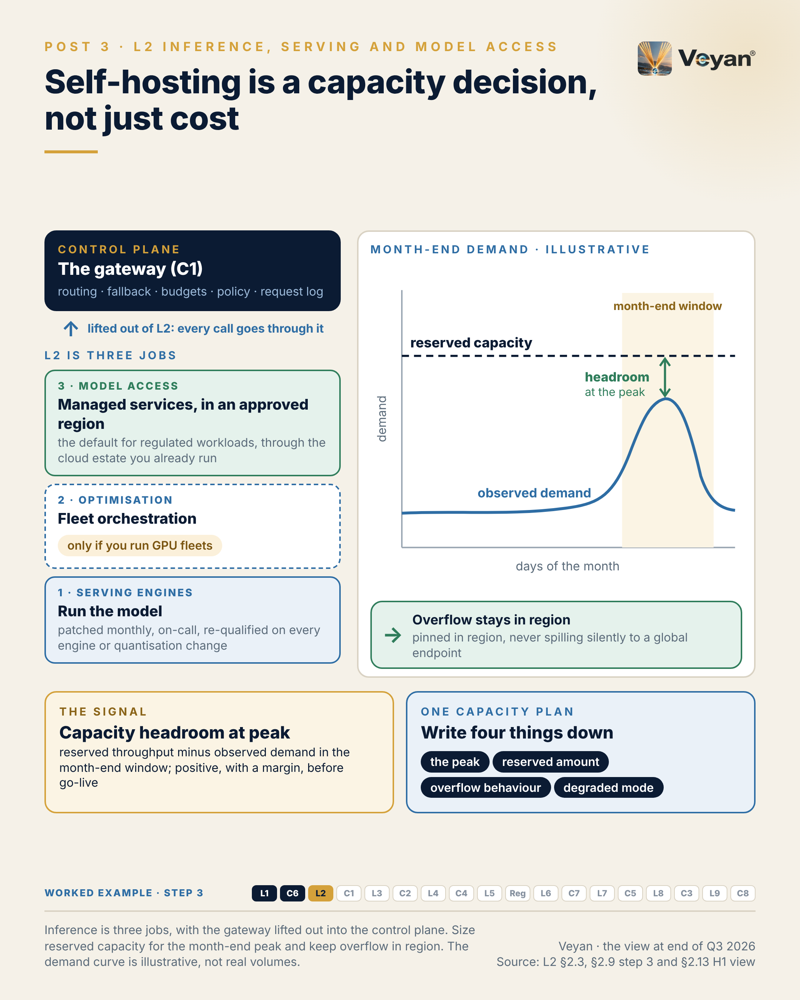 POST 3 · L2 INFERENCE, SERVING AND MODEL ACCESS
Veyan®
Self-hosting is a capacity decision,
not just cost
CONTROL PLANE
The gateway (C1)
routing · fallback · budgets · policy · request log
lifted out of L2: every call goes through it
L2 IS THREE JOBS
3 · MODEL ACCESS
Managed services, in an approved
region
the default for regulated workloads, through the
cloud estate you already run
2 · OPTIMISATION
Fleet orchestration
only if you run GPU fleets
1 · SERVING ENGINES
Run the model
patched monthly, on-call, re-qualified on every
engine or quantisation change
MONTH-END DEMAND · ILLUSTRATIVE
month-end window
reserved capacity
headroom
at the peak
demand
observed demand
days of the month
Overflow stays in region
pinned in region, never spilling silently to a global
endpoint
THE SIGNAL
Capacity headroom at peak
reserved throughput minus observed demand in the
month-end window; positive, with a margin, before
go-live
ONE CAPACITY PLAN
Write four things down
the peak reserved amount
overflow behaviour degraded mode
WORKED EXAMPLE · STEP 3 L1 C6 L2 C1 L3 C2 L4 C4 L5 Reg L6 C7 L7 C5 L8 C3 L9 C8
Inference is three jobs, with the gateway lifted out into the control plane. Size
reserved capacity for the month-end peak and keep overflow in region. The
demand curve is illustrative, not real volumes.
Veyan · the view at end of Q3 2026
Source: L2 §2.3, §2.9 step 3 and §2.13 H1 view